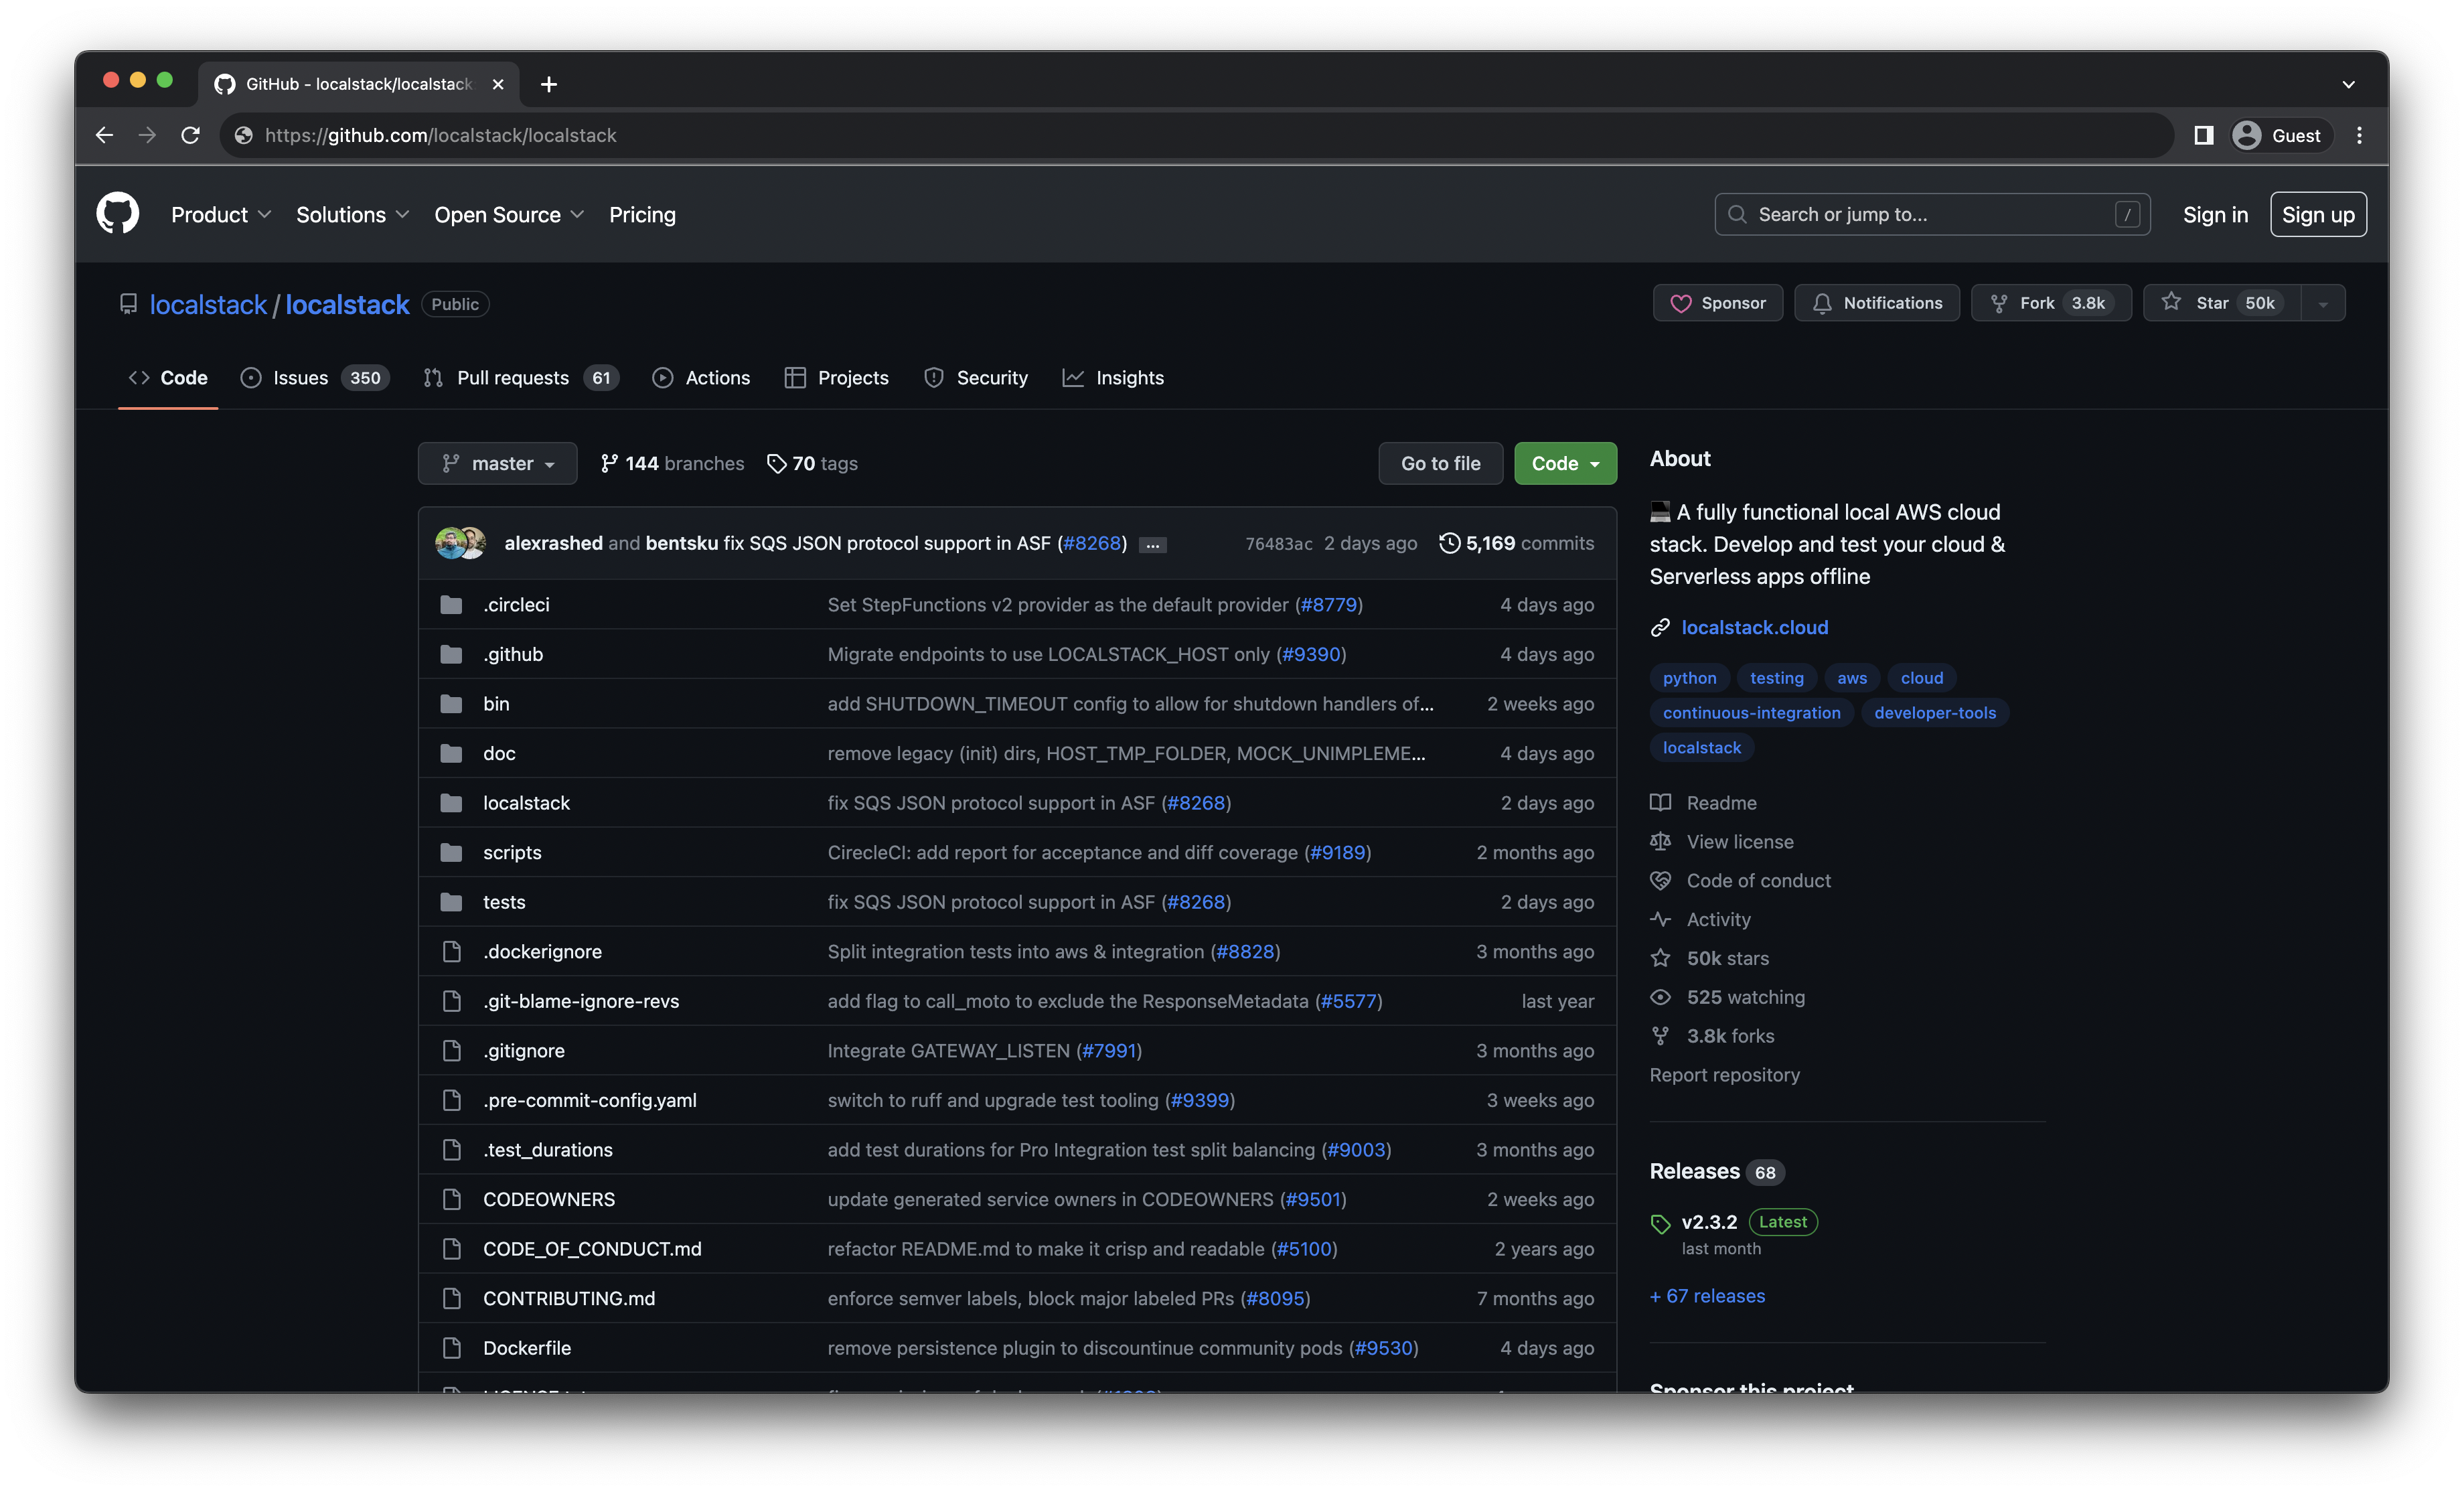 GitHub - localstack/localstack
https://github.com/localstack/localstack
Guest
Product Solutions Open Source Pricing
Search or jump to... /
Sign in Sign up
localstack / localstack Public
Sponsor Notifications Fork 3.8k Star 50k
Code Issues 350 Pull requests 61 Actions Projects Security Insights
master 144 branches 70 tags
Go to file Code
alexrashed and bentsku fix SQS JSON protocol support in ASF (#8268) ... 76483ac 2 days ago 5,169 commits
.circleci Set StepFunctions v2 provider as the default provider (#8779) 4 days ago
.github Migrate endpoints to use LOCALSTACK_HOST only (#9390) 4 days ago
bin add SHUTDOWN_TIMEOUT config to allow for shutdown handlers of... 2 weeks ago
doc remove legacy (init) dirs, HOST_TMP_FOLDER, MOCK_UNIMPLEME... 4 days ago
localstack fix SQS JSON protocol support in ASF (#8268) 2 days ago
scripts CirecleCI: add report for acceptance and diff coverage (#9189) 2 months ago
tests fix SQS JSON protocol support in ASF (#8268) 2 days ago
.dockerignore Split integration tests into aws & integration (#8828) 3 months ago
.git-blame-ignore-revs add flag to call_moto to exclude the ResponseMetadata (#5577) last year
.gitignore Integrate GATEWAY_LISTEN (#7991) 3 months ago
.pre-commit-config.yaml switch to ruff and upgrade test tooling (#9399) 3 weeks ago
.test_durations add test durations for Pro Integration test split balancing (#9003) 3 months ago
CODEOWNERS update generated service owners in CODEOWNERS (#9501) 2 weeks ago
CODE_OF_CONDUCT.md refactor README.md to make it crisp and readable (#5100) 2 years ago
CONTRIBUTING.md enforce semver labels, block major labeled PRs (#8095) 7 months ago
Dockerfile remove persistence plugin to discountinue community pods (#9530) 4 days ago
About
A fully functional local AWS cloud
stack. Develop and test your cloud &
Serverless apps offline
localstack.cloud
python testing aws cloud
continuous-integration developer-tools
localstack
Readme
View license
Code of conduct
Activity
50k stars
525 watching
3.8k forks
Report repository
Releases 68
v2.3.2 Latest
last month
+ 67 releases
Sponsor this project